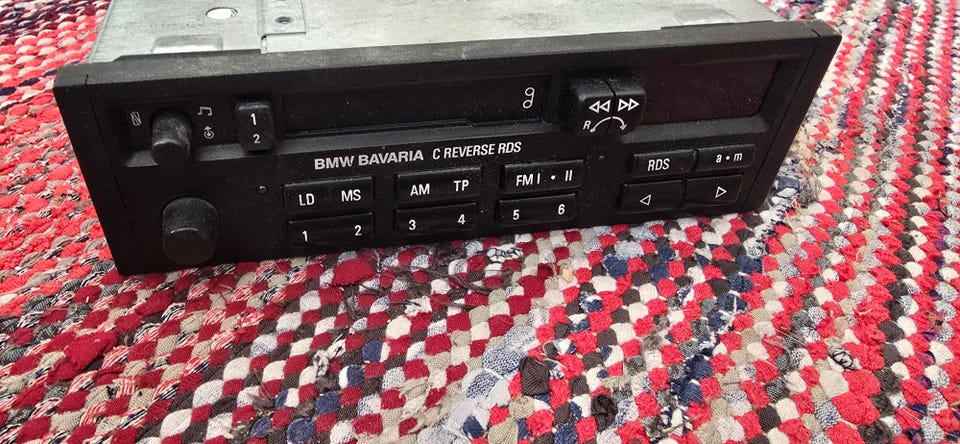 1
2
R
BMW BAVARIA C REVERSE RDS
LD MS AM TP FM I • II RDS a•m
1 2 3 4 5 6